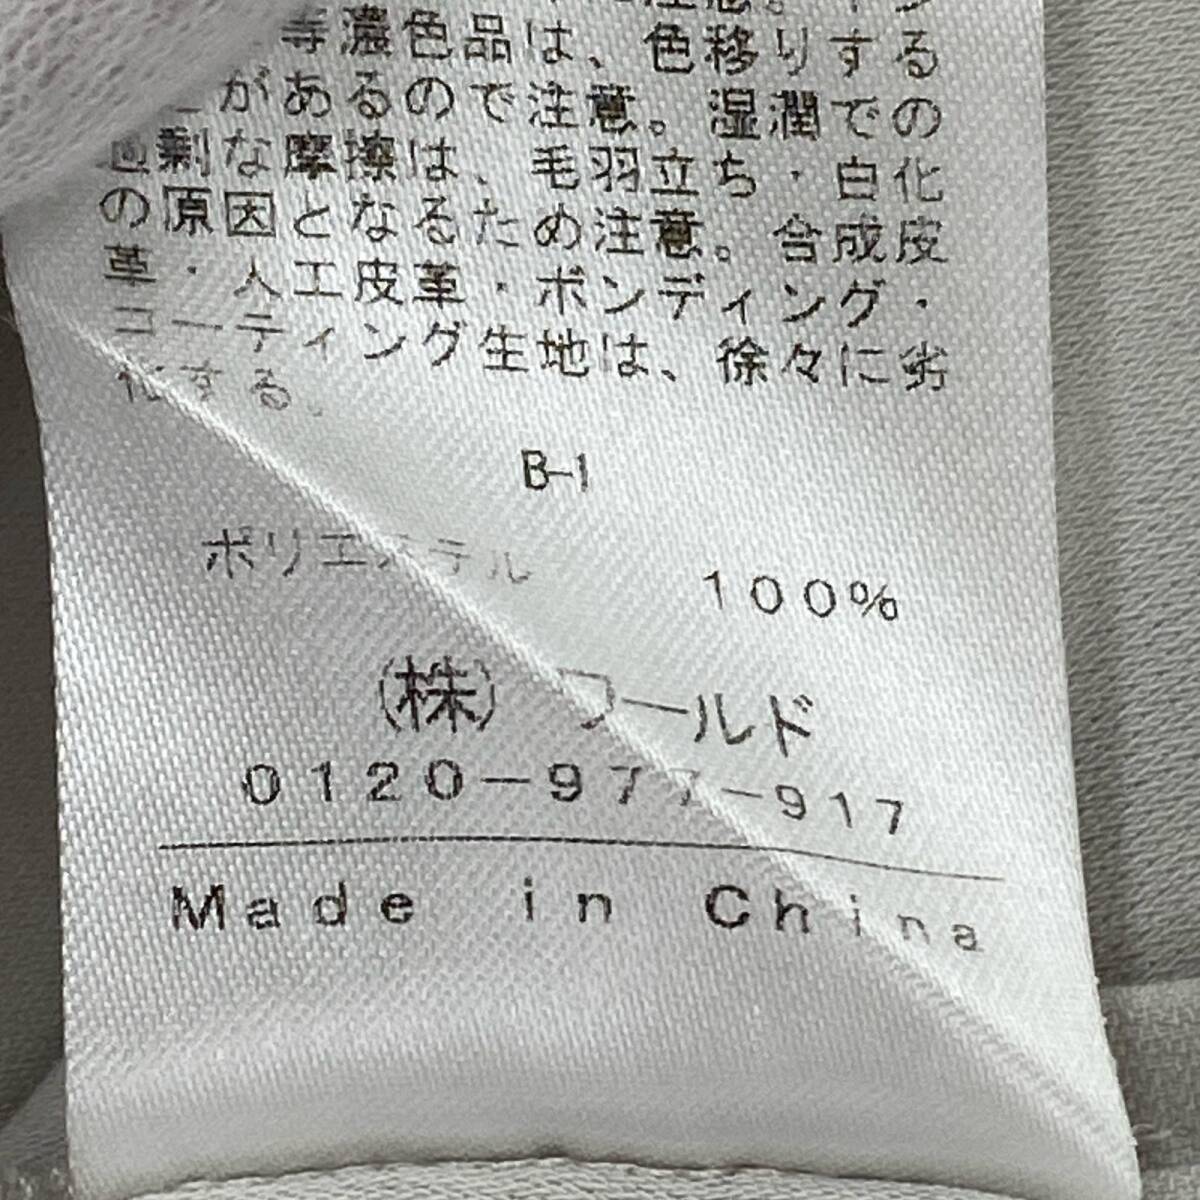 等濃色品は、色移りする
があるので注意。湿潤での
過剰な摩擦は、毛羽立ち・白化
の原因となるため注意。合成皮
革・人工皮革・ボンディング・
コーティング生地は、徐々に劣
化する。
B-1
ポリエステル 100%
(株) ワールド
0120-977-917
Made in China